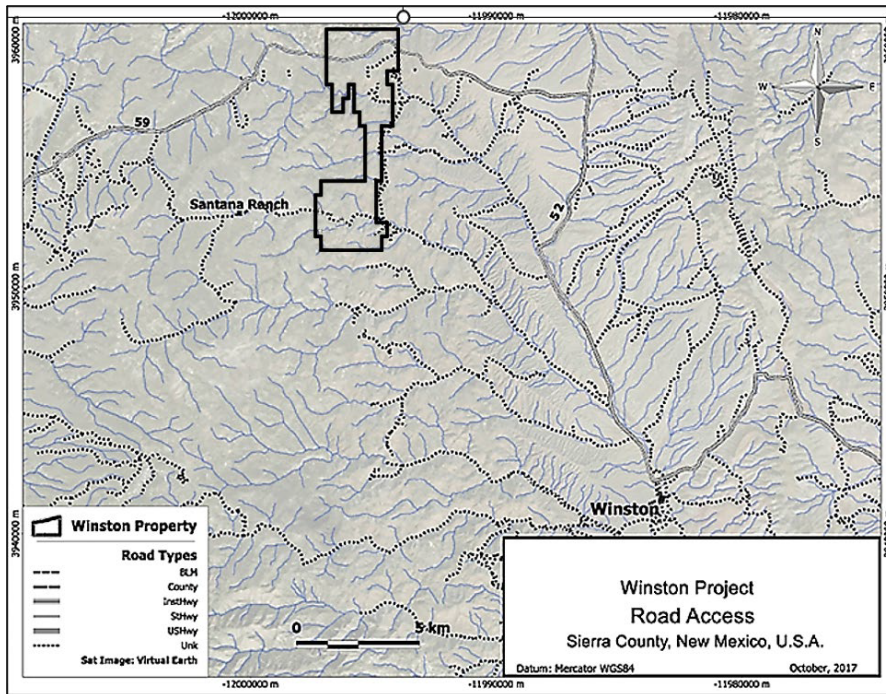 -12000000 m
-11990000 m
-11980000 m
3960000 m
N
W
E
S
59
52
Santana Rench
3950000 m
Winston
3940000 m
Winston Property
Road Types
BLM
County
InstHwy
StHwy
USHwy
Unk
Sat Image: Virtual Earth
0
5 km
Winston Project
Road Access
Sierra County, New Mexico, U.S.A.
Datum: Mercator WGS84
October, 2017
-12000000 m
-11990000 m
-11980000 m